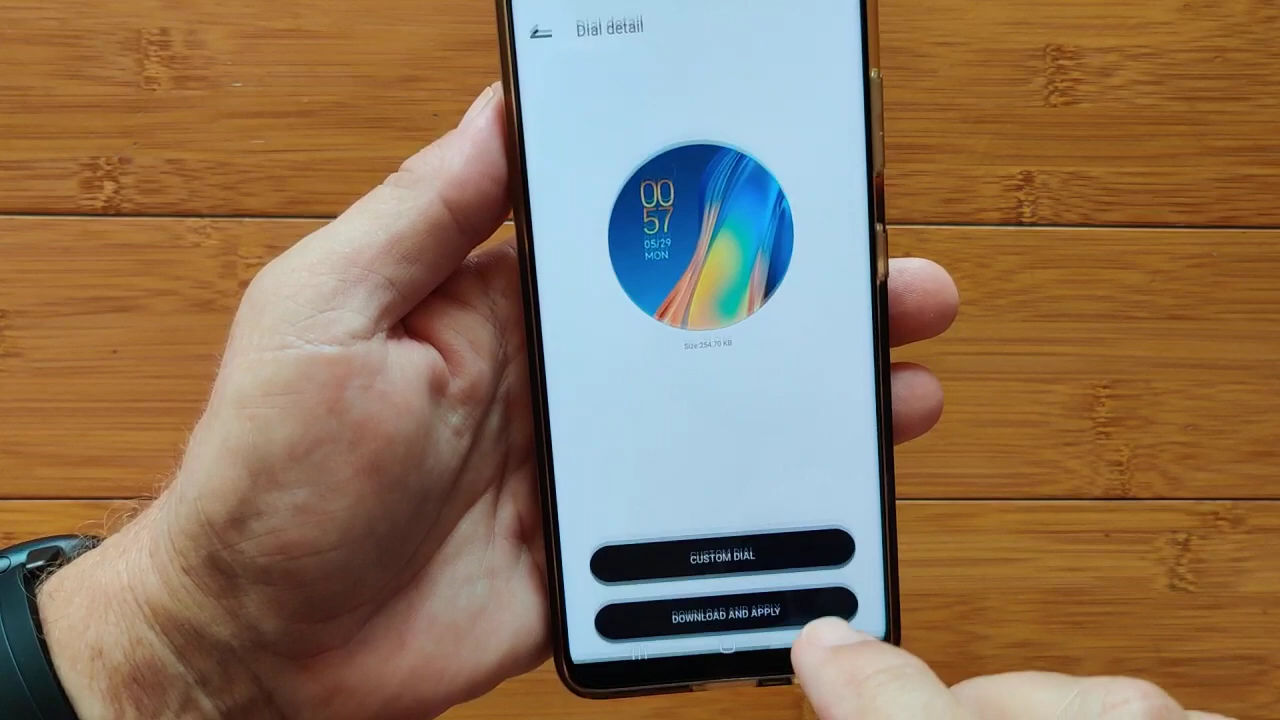 Dial detail
00
57
05/29
MON
Size:254.70 KB
CUSTOM DIAL
DOWNLOAD AND APPLY